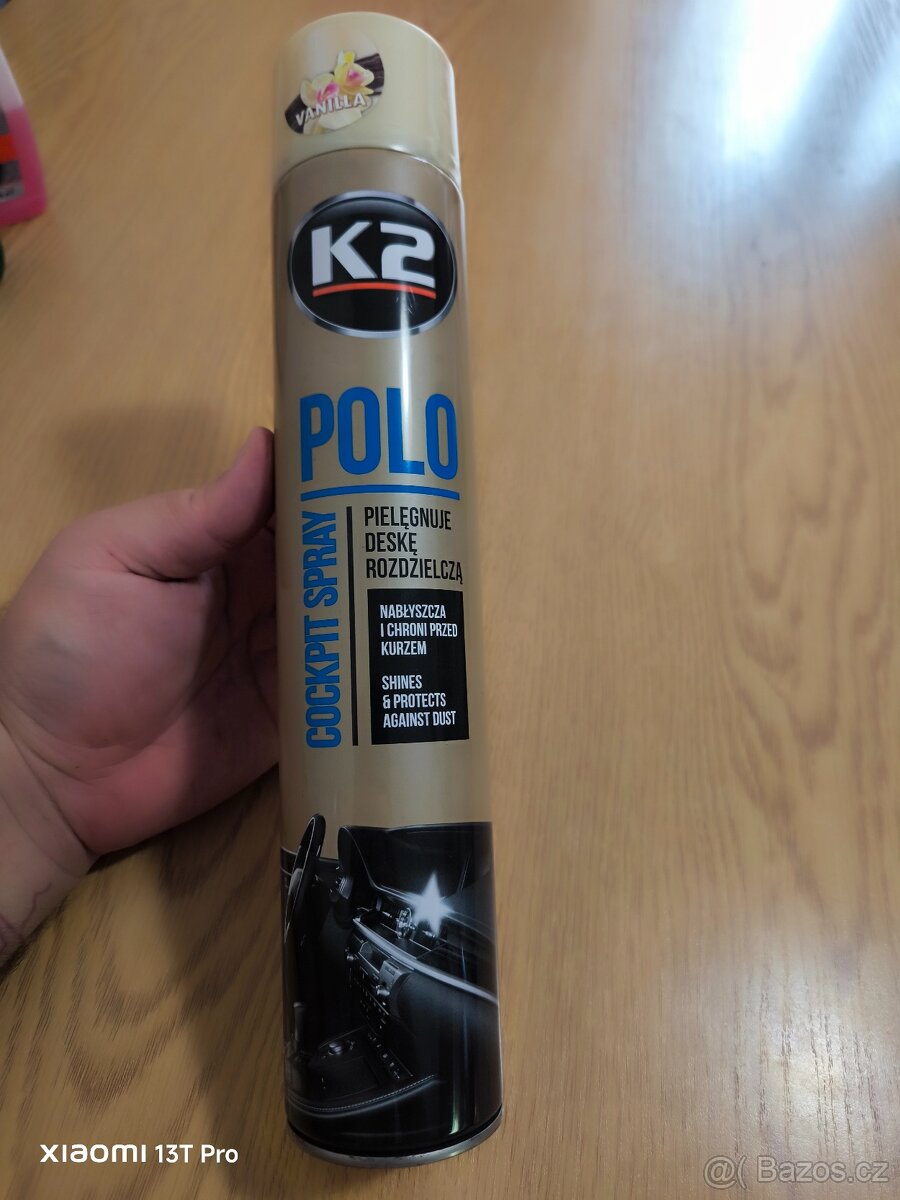 VANILLA
K2
POLO
COCKPIT SPRAY
PIELĘGNUJE
DESKĘ
ROZDZIELCZĄ
NABŁYSZCZA
I CHRONI PRZED
KURZEM
SHINES
& PROTECTS
AGAINST DUST
XIAOMI 13T Pro
@( Bazos.cz